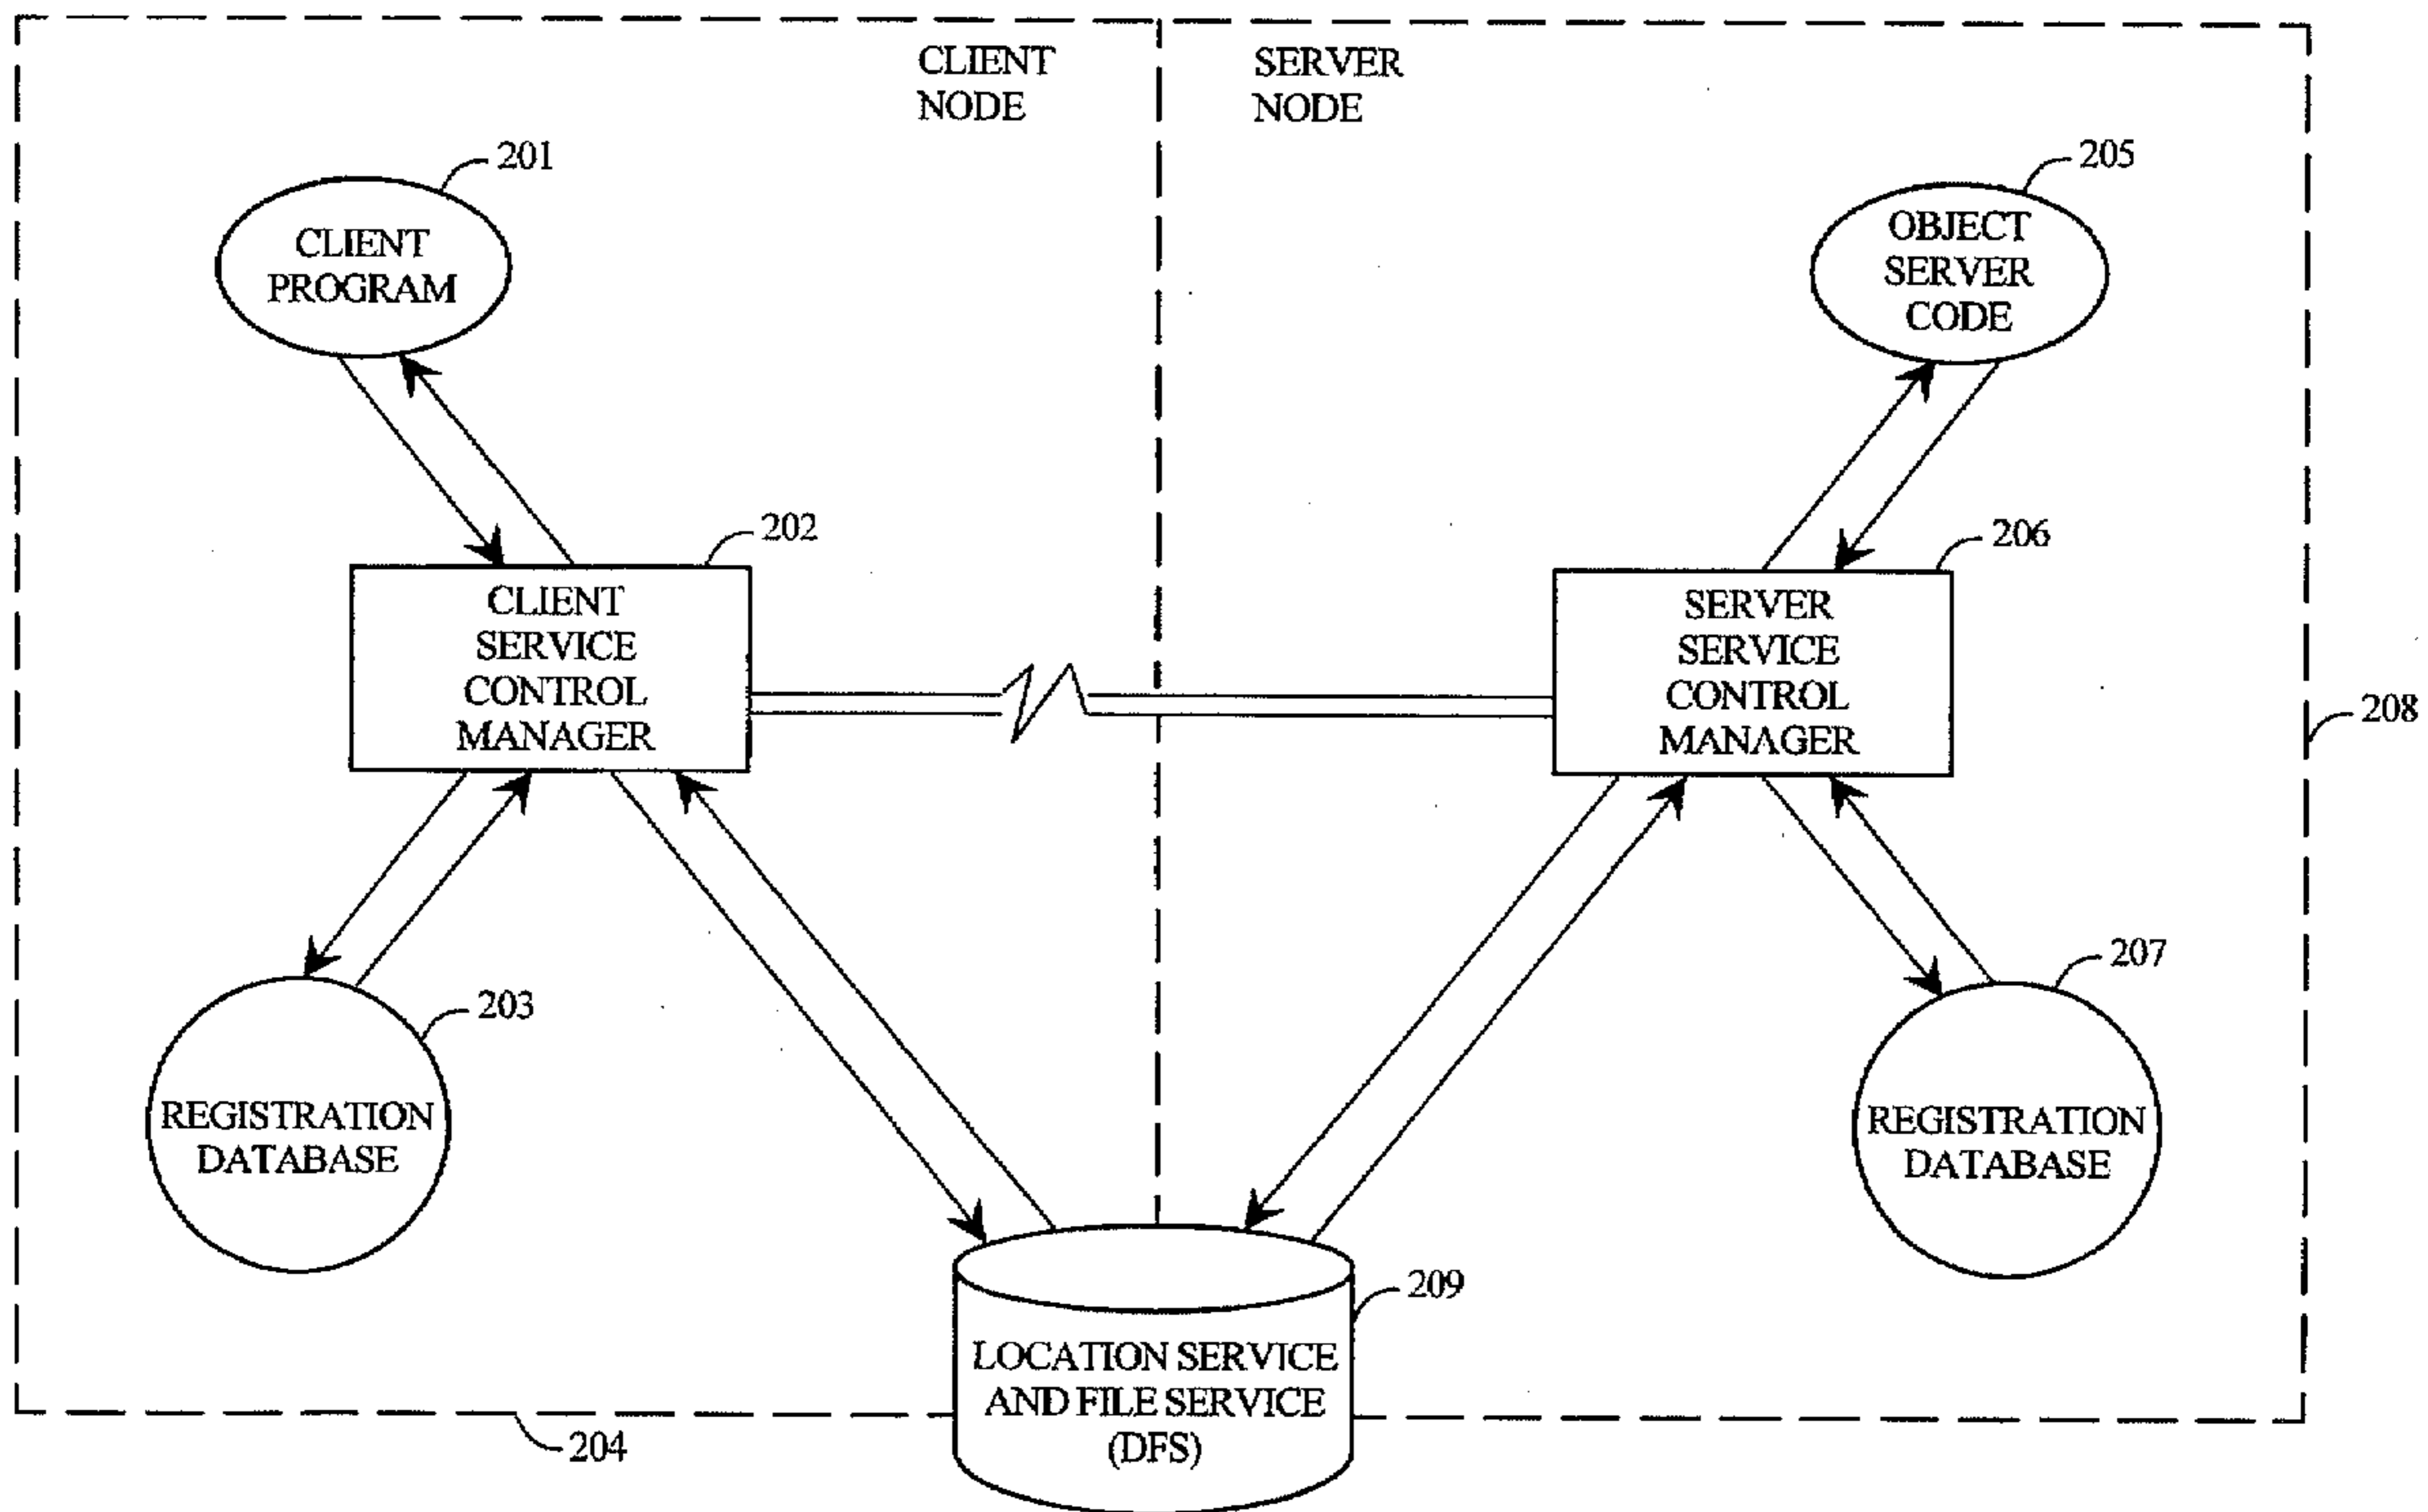 CLIENT
NODE
SERVER
NODE
201
CLIENT
PROGRAM
205
OBJECT
SERVER
CODE
202
CLIENT
SERVICE
CONTROL
MANAGER
206
SERVER
SERVICE
CONTROL
MANAGER
208
203
REGISTRATION
DATABASE
207
REGISTRATION
DATABASE
209
LOCATION SERVICE
AND FILE SERVICE
(DFS)
204